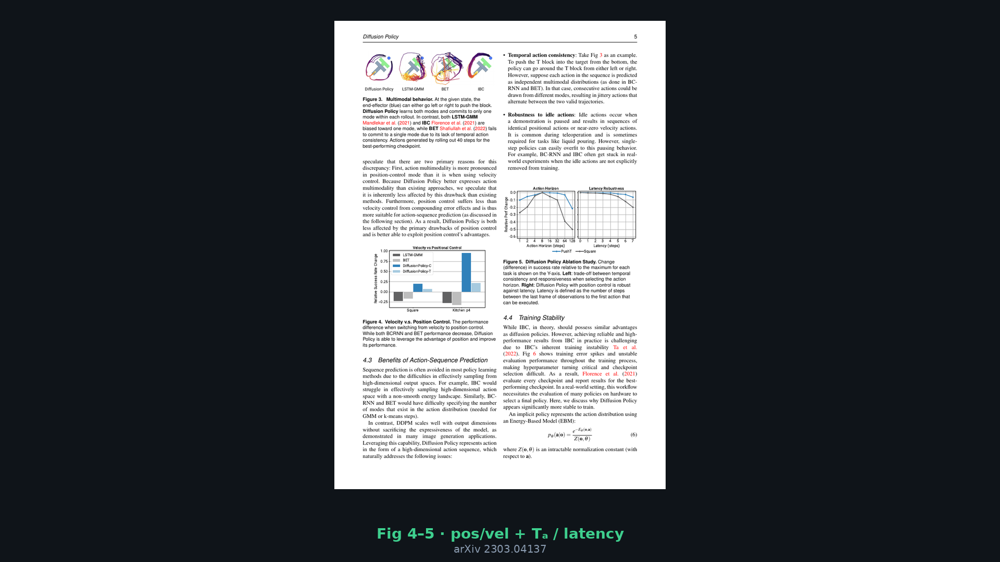 Diffusion Policy
5
Diffusion Policy
LSTM-GMM
BET
IBC
Figure 3. Multimodal behavior. At the given state, the
end-effector (blue) can either go left or right to push the block.
Diffusion Policy learns both modes and commits to only one
mode within each rollout. In contrast, both LSTM-GMM
Mandlekar et al. (2021) and IBC Florence et al. (2021) are
biased toward one mode, while BET Shafiullah et al. (2022) fails
to commit to a single mode due to its lack of temporal action
consistency. Actions generated by rolling out 40 steps for the
best-performing checkpoint.
speculate that there are two primary reasons for this
discrepancy: First, action multimodality is more pronounced
in position-control mode than it is when using velocity
control. Because Diffusion Policy better expresses action
multimodality than existing approaches, we speculate that
it is inherently less affected by this drawback than existing
methods. Furthermore, position control suffers less than
velocity control from compounding error effects and is thus
more suitable for action-sequence prediction (as discussed in
the following section). As a result, Diffusion Policy is both
less affected by the primary drawbacks of position control
and is better able to exploit position control's advantages.
Velocity vs Positional Control
Relative Success Rate Change
1.00
0.75
0.50
0.25
0.00
−0.25
LSTM-GMM
BET
DiffusionPolicy-C
DiffusionPolicy-T
Square
Kitchen p4
Figure 4. Velocity v.s. Position Control. The performance
difference when switching from velocity to position control.
While both BCRNN and BET performance decrease, Diffusion
Policy is able to leverage the advantage of position and improve
its performance.
4.3 Benefits of Action-Sequence Prediction
Sequence prediction is often avoided in most policy learning
methods due to the difficulties in effectively sampling from
high-dimensional output spaces. For example, IBC would
struggle in effectively sampling high-dimensional action
space with a non-smooth energy landscape. Similarly, BC-
RNN and BET would have difficulty specifying the number
of modes that exist in the action distribution (needed for
GMM or k-means steps).
In contrast, DDPM scales well with output dimensions
without sacrificing the expressiveness of the model, as
demonstrated in many image generation applications.
Leveraging this capability, Diffusion Policy represents action
in the form of a high-dimensional action sequence, which
naturally addresses the following issues:
• Temporal action consistency: Take Fig 3 as an example.
To push the T block into the target from the bottom, the
policy can go around the T block from either left or right.
However, suppose each action in the sequence is predicted
as independent multimodal distributions (as done in BC-
RNN and BET). In that case, consecutive actions could be
drawn from different modes, resulting in jittery actions that
alternate between the two valid trajectories.
• Robustness to idle actions: Idle actions occur when
a demonstration is paused and results in sequences of
identical positional actions or near-zero velocity actions.
It is common during teleoperation and is sometimes
required for tasks like liquid pouring. However, single-
step policies can easily overfit to this pausing behavior.
For example, BC-RNN and IBC often get stuck in real-
world experiments when the idle actions are not explicitly
removed from training.
Action Horizon
Latency Robustness
Relative Perf Change
0.0
-0.1
-0.2
-0.3
-0.4
-0.5
-0.6
1 2 4 8 16 32 64 128
0 1 2 3 4 5 6 7
Action Horizon (steps)
Latency (steps)
PushT
Square
Figure 5. Diffusion Policy Ablation Study. Change
(difference) in success rate relative to the maximum for each
task is shown on the Y-axis. Left: trade-off between temporal
consistency and responsiveness when selecting the action
horizon. Right: Diffusion Policy with position control is robust
against latency. Latency is defined as the number of steps
between the last frame of observations to the first action that
can be executed.
4.4 Training Stability
While IBC, in theory, should possess similar advantages
as diffusion policies. However, achieving reliable and high-
performance results from IBC in practice is challenging
due to IBC's inherent training instability Ta et al.
(2022). Fig 6 shows training error spikes and unstable
evaluation performance throughout the training process,
making hyperparameter turning critical and checkpoint
selection difficult. As a result, Florence et al. (2021)
evaluate every checkpoint and report results for the best-
performing checkpoint. In a real-world setting, this workflow
necessitates the evaluation of many policies on hardware to
select a final policy. Here, we discuss why Diffusion Policy
appears significantly more stable to train.
An implicit policy represents the action distribution using
an Energy-Based Model (EBM):
p_θ(a|o) = e^{−E_θ(o,a)} / Z(o,θ) (6)
where Z(o,θ) is an intractable normalization constant (with
respect to a).
Fig 4–5 · pos/vel + Tₐ / latency
arXiv 2303.04137